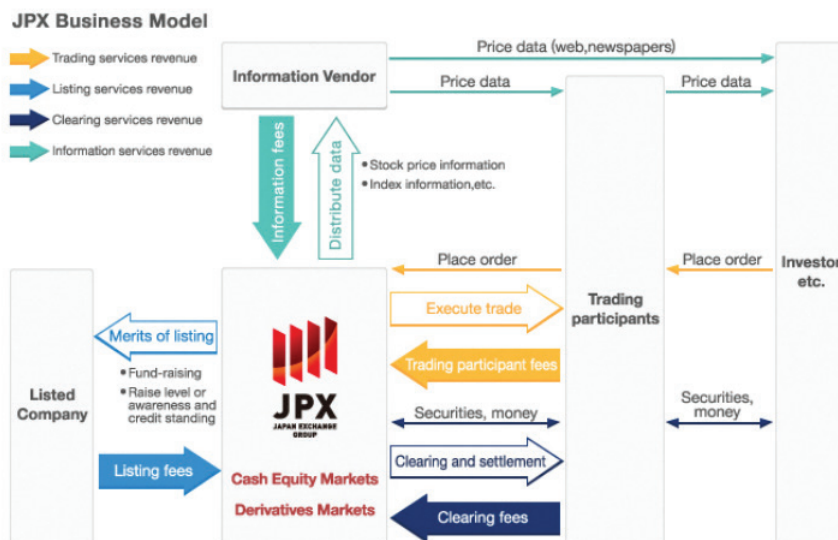 JPX Business Model
Trading services revenue
Listing services revenue
Clearing services revenue
Information services revenue
Information Vendor
Price data (web,newspapers)
Price data
Price data
Information fees
Distribute data
• Stock price information
• Index information,etc.
Place order
Place order
Investor
etc.
Execute trade
Trading
participants
Trading participant fees
Merits of listing
• Fund-raising
• Raise level or
awareness and
credit standing
Listed
Company
JPX
JAPAN EXCHANGE
GROUP
Securities, money
Securities,
money
Clearing and settlement
Listing fees
Cash Equity Markets
Derivatives Markets
Clearing fees